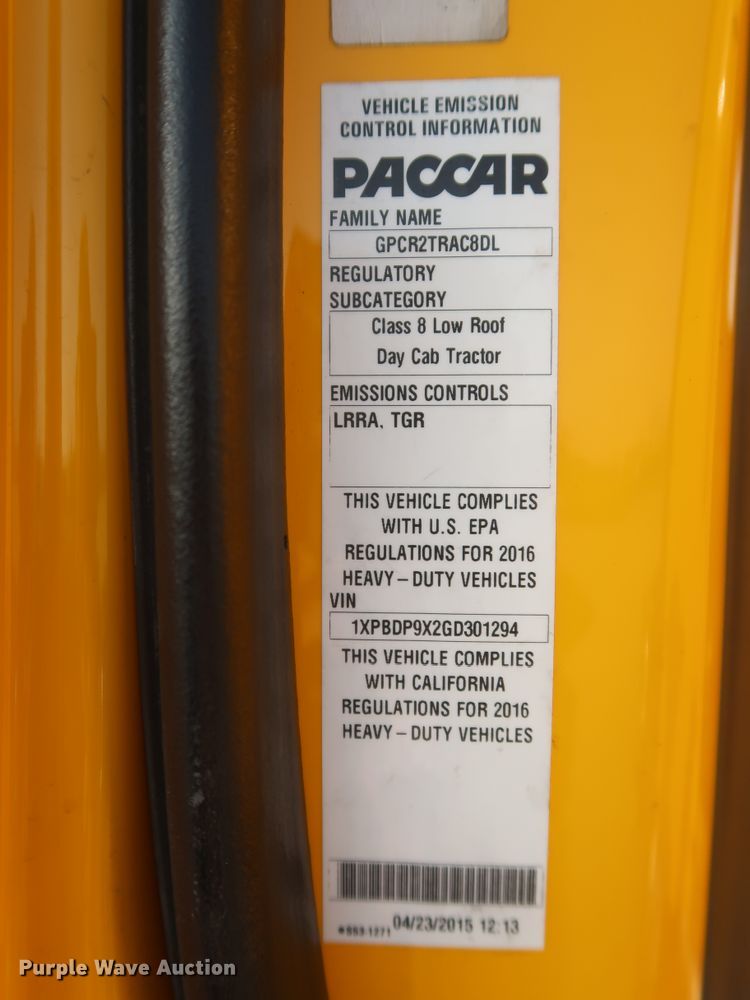 VEHICLE EMISSION
CONTROL INFORMATION
PACCAR
FAMILY NAME
GPCR2TRAC8DL
REGULATORY
SUBCATEGORY
Class 8 Low Roof
Day Cab Tractor
EMISSIONS CONTROLS
LRRA, TGR
THIS VEHICLE COMPLIES
WITH U.S. EPA
REGULATIONS FOR 2016
HEAVY-DUTY VEHICLES
VIN
1XPBDP9X2GD301294
THIS VEHICLE COMPLIES
WITH CALIFORNIA
REGULATIONS FOR 2016
HEAVY-DUTY VEHICLES
04/23/2015 12:13
Purple Wave Auction